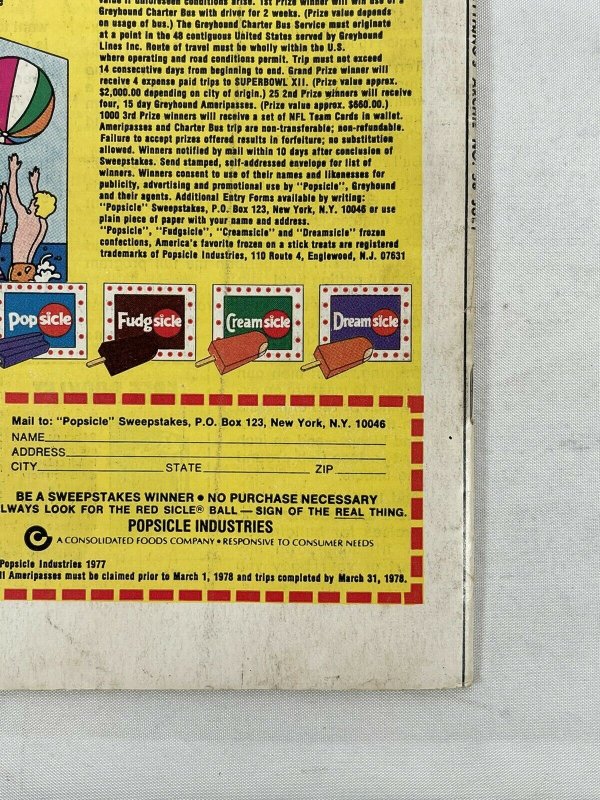 Greyhound Charter Bus with driver for 2 weeks. (Prize value depends
on usage of bus.) The Greyhound Charter Bus Service must originate
at a point in the 48 contiguous United States served by Greyhound
Lines Inc. Route of travel must be wholly within the U.S.
where operating and road conditions permit. Trip must not exceed
14 consecutive days from beginning to end. Grand Prize winner will
receive 4 expense paid trips to SUPERBOWL XII. (Prize value approx.
$2,000.00 depending on city of origin.) 25 2nd Prize winners will receive
four, 15 day Greyhound Ameripasses. (Prize value approx. $660.00.)
1000 3rd Prize winners will receive a set of NFL Team Cards in wallet.
Ameripasses and Charter Bus trip are non-transferable; non-refundable.
Failure to accept prizes offered results in forfeiture; no substitution
allowed. Winners notified by mail within 10 days after conclusion of
Sweepstakes. Send stamped, self-addressed envelope for list of
winners. Winners consent to use of their names and likenesses for
publicity, advertising and promotional use by "Popsicle", Greyhound
and their agents. Additional Entry Forms available by writing:
"Popsicle" Sweepstakes, P.O. Box 123, New York, N.Y. 10046 or use
plain piece of paper with your name and address.
"Popsicle", "Fudgsicle", "Creamsicle" and "Dreamsicle" frozen
confections, America's favorite frozen on a stick treats are registered
trademarks of Popsicle Industries, 110 Route 4, Englewood, N.J. 07631
Popsicle Fudgsicle Creamsicle Dreamsicle
Mail to: "Popsicle" Sweepstakes, P.O. Box 123, New York, N.Y. 10046
NAME
ADDRESS
CITY STATE ZIP
BE A SWEEPSTAKES WINNER • NO PURCHASE NECESSARY
LWAYS LOOK FOR THE RED SICLE® BALL — SIGN OF THE REAL THING.
POPSICLE INDUSTRIES
A CONSOLIDATED FOODS COMPANY • RESPONSIVE TO CONSUMER NEEDS
Popsicle Industries 1977
ll Ameripasses must be claimed prior to March 1, 1978 and trips completed by March 31, 1978.